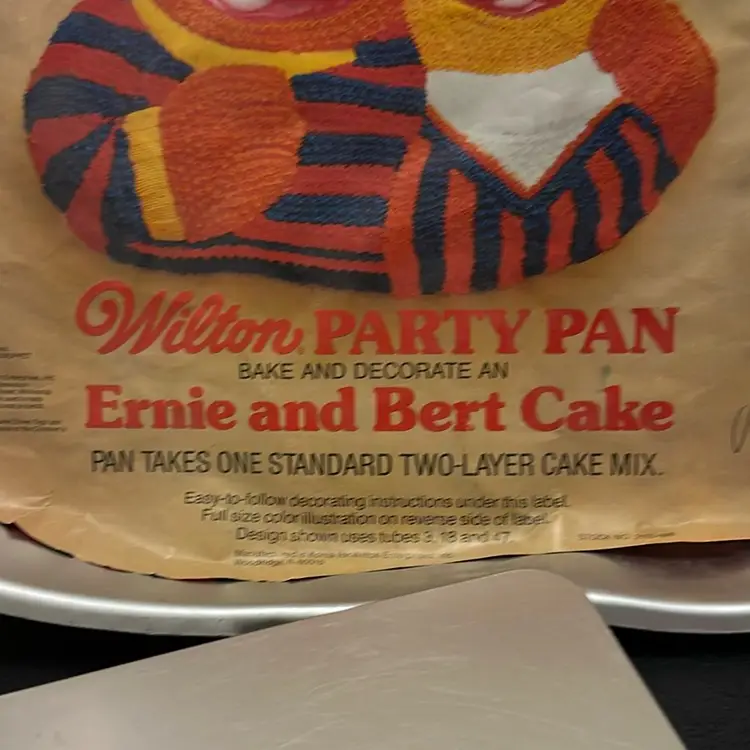 Wilton PARTY PAN
BAKE AND DECORATE AN
Ernie and Bert Cake
PAN TAKES ONE STANDARD TWO-LAYER CAKE MIX.
Easy-to-follow decorating instructions under this label.
Full size color illustration on reverse side of label.
Design shown uses tubes 3, 18 and 47.
STOCK NO.